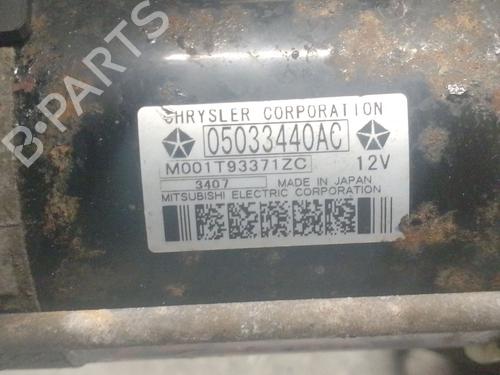 B-PARTS
CHRYSLER CORPORATION
05033440AC
M001T93371ZC 12V
3407 MADE IN JAPAN
MITSUBISHI ELECTRIC CORPORATION